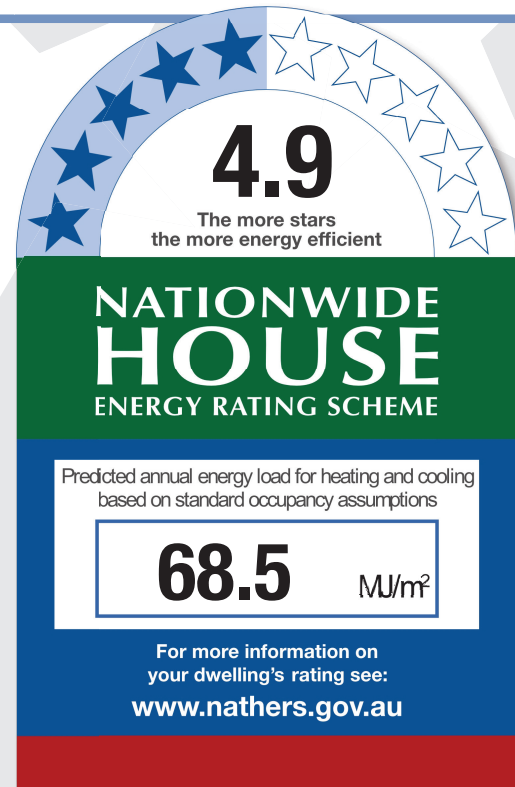 4.9
The more stars
the more energy efficient
NATIONWIDE
HOUSE
ENERGY RATING SCHEME
Predicted annual energy load for heating and cooling
based on standard occupancy assumptions
68.5 MJ/m²
For more information on
your dwelling's rating see:
www.nathers.gov.au